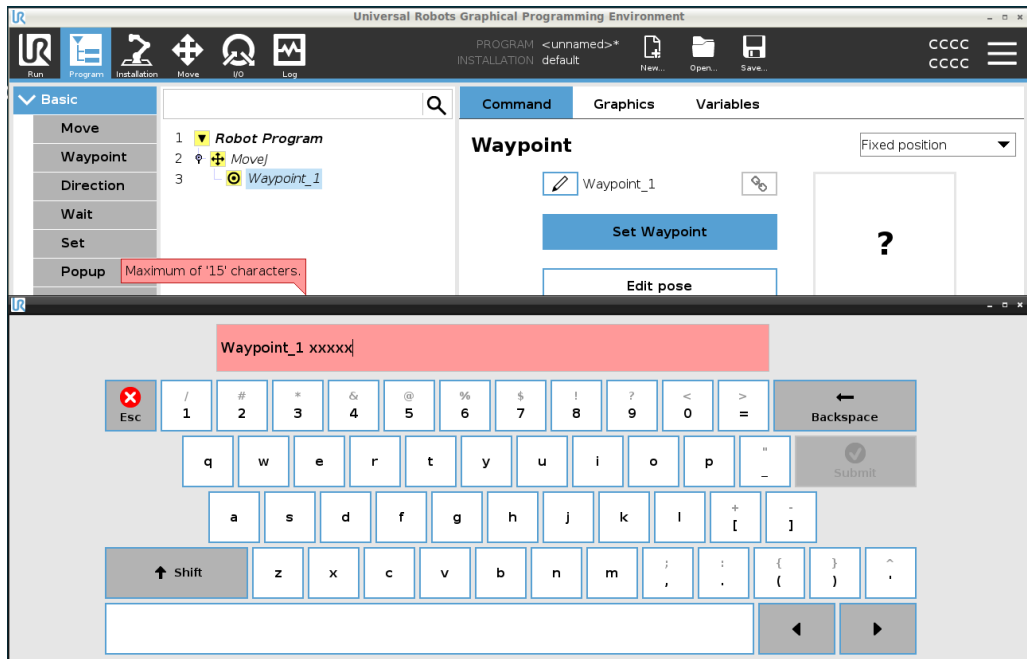 UR Universal Robots Graphical Programming Environment
UR Run
Program
Installation
Move
I/O
Log
PROGRAM <unnamed>*
INSTALLATION default
New...
Open...
Save...
CCCC
CCCC
Basic
Move
Waypoint
Direction
Wait
Set
Popup
1 Robot Program
2 MoveJ
3 Waypoint_1
Maximum of '15' characters.
Command Graphics Variables
Waypoint
Fixed position
Waypoint_1
Set Waypoint
Edit pose
?
UR
Waypoint_1 xxxxx
Esc / 1 # 2 * 3 & 4 @ 5 % 6 $ 7 ! 8 ? 9 < 0 > = Backspace
q w e r t y u i o p " _ Submit
a s d f g h j k l + [ - ]
Shift z x c v b n m ; , : . { ( } ) ^ '